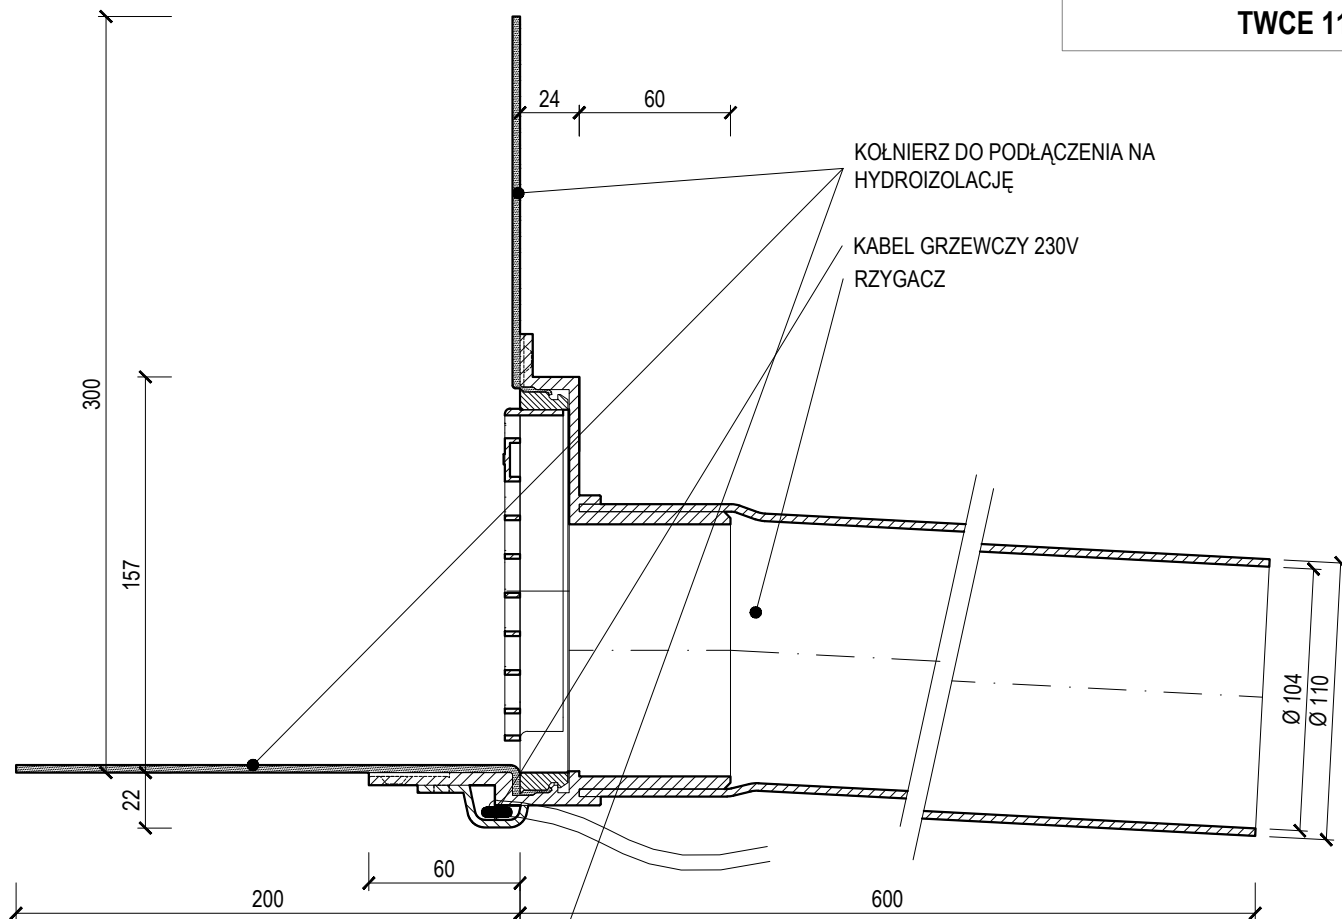 TWCE 11
24
60
KOŁNIERZ DO PODŁĄCZENIA NA
HYDROIZOLACJĘ
KABEL GRZEWCZY 230V
RZYGACZ
300
157
22
Ø 104
Ø 110
60
200
600